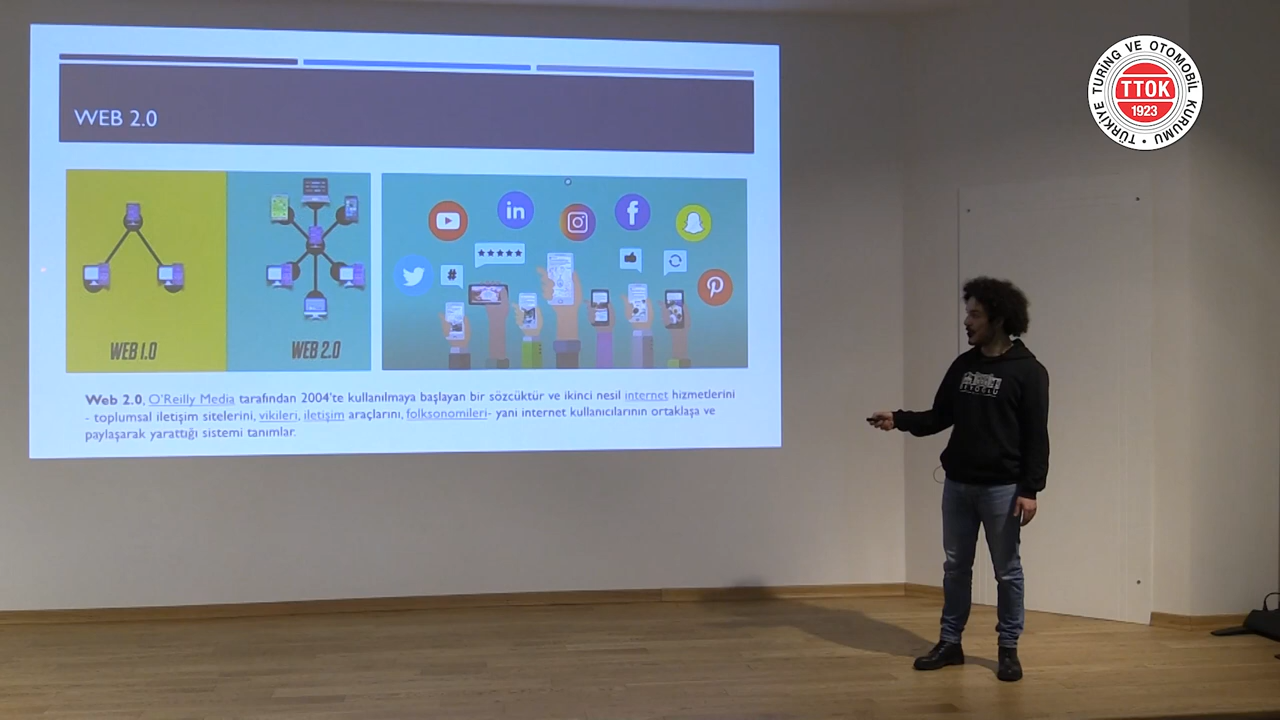 WEB 2.0
WEB 1.0
WEB 2.0
#
Web 2.0, O'Reilly Media tarafından 2004'te kullanılmaya başlayan bir sözcüktür ve ikinci nesil internet hizmetlerini
- toplumsal iletişim sitelerini, vikileri, iletişim araçlarını, folksonomileri- yani internet kullanıcılarının ortaklaşa ve
paylaşarak yarattığı sistemi tanımlar.
TÜRKİYE TURING VE OTOMOBİL KURUMU
TTOK
1923
BEYOĞLU